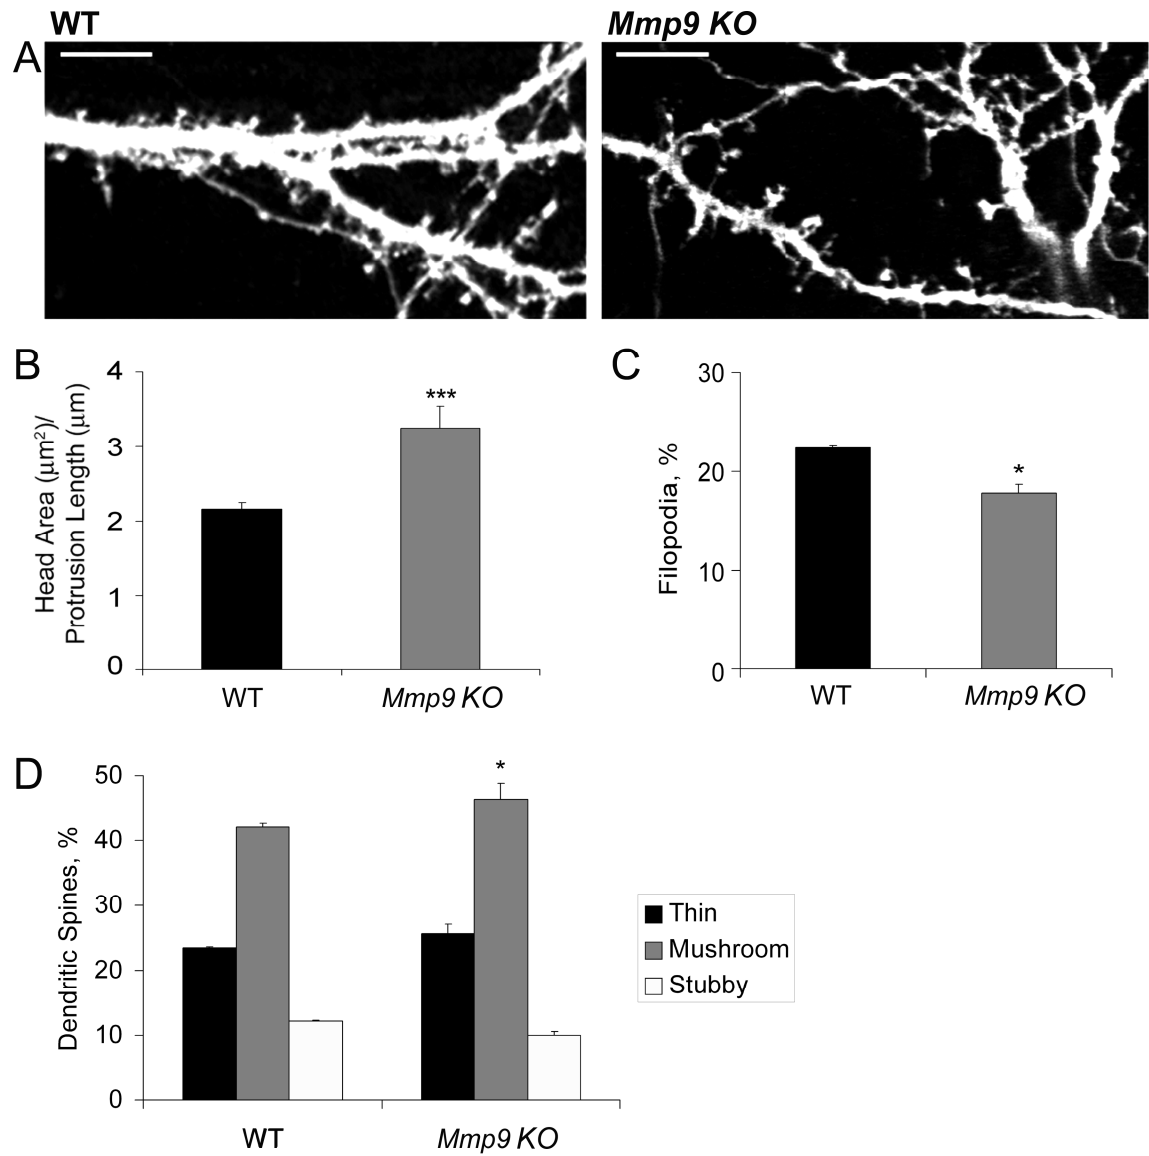 WT
Mmp9 KO
A
B
Head Area (μm²)/
Protrusion Length (μm)
4
3
2
1
0
***
WT
Mmp9 KO
C
Filopodia, %
30
20
10
0
*
WT
Mmp9 KO
D
Dendritic Spines, %
50
40
30
20
10
0
*
WT
Mmp9 KO
Thin
Mushroom
Stubby